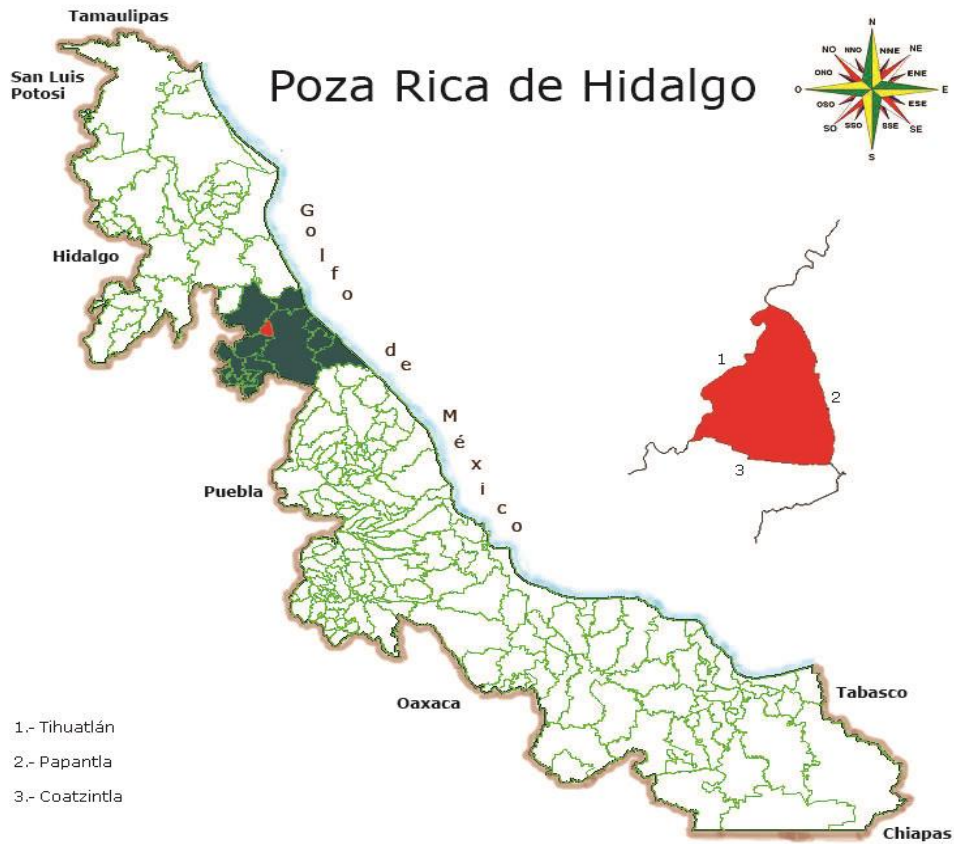 Tamaulipas
San Luis
Potosi
Poza Rica de Hidalgo
N
NNO
NNE
NO
NE
ONO
ENE
O
E
OSO
ESE
SO
SSO
SSE
SE
S
Golfo
de
México
Hidalgo
1
2
3
Puebla
Oaxaca
Tabasco
Chiapas
1.- Tihuatlán
2.- Papantla
3.- Coatzintla